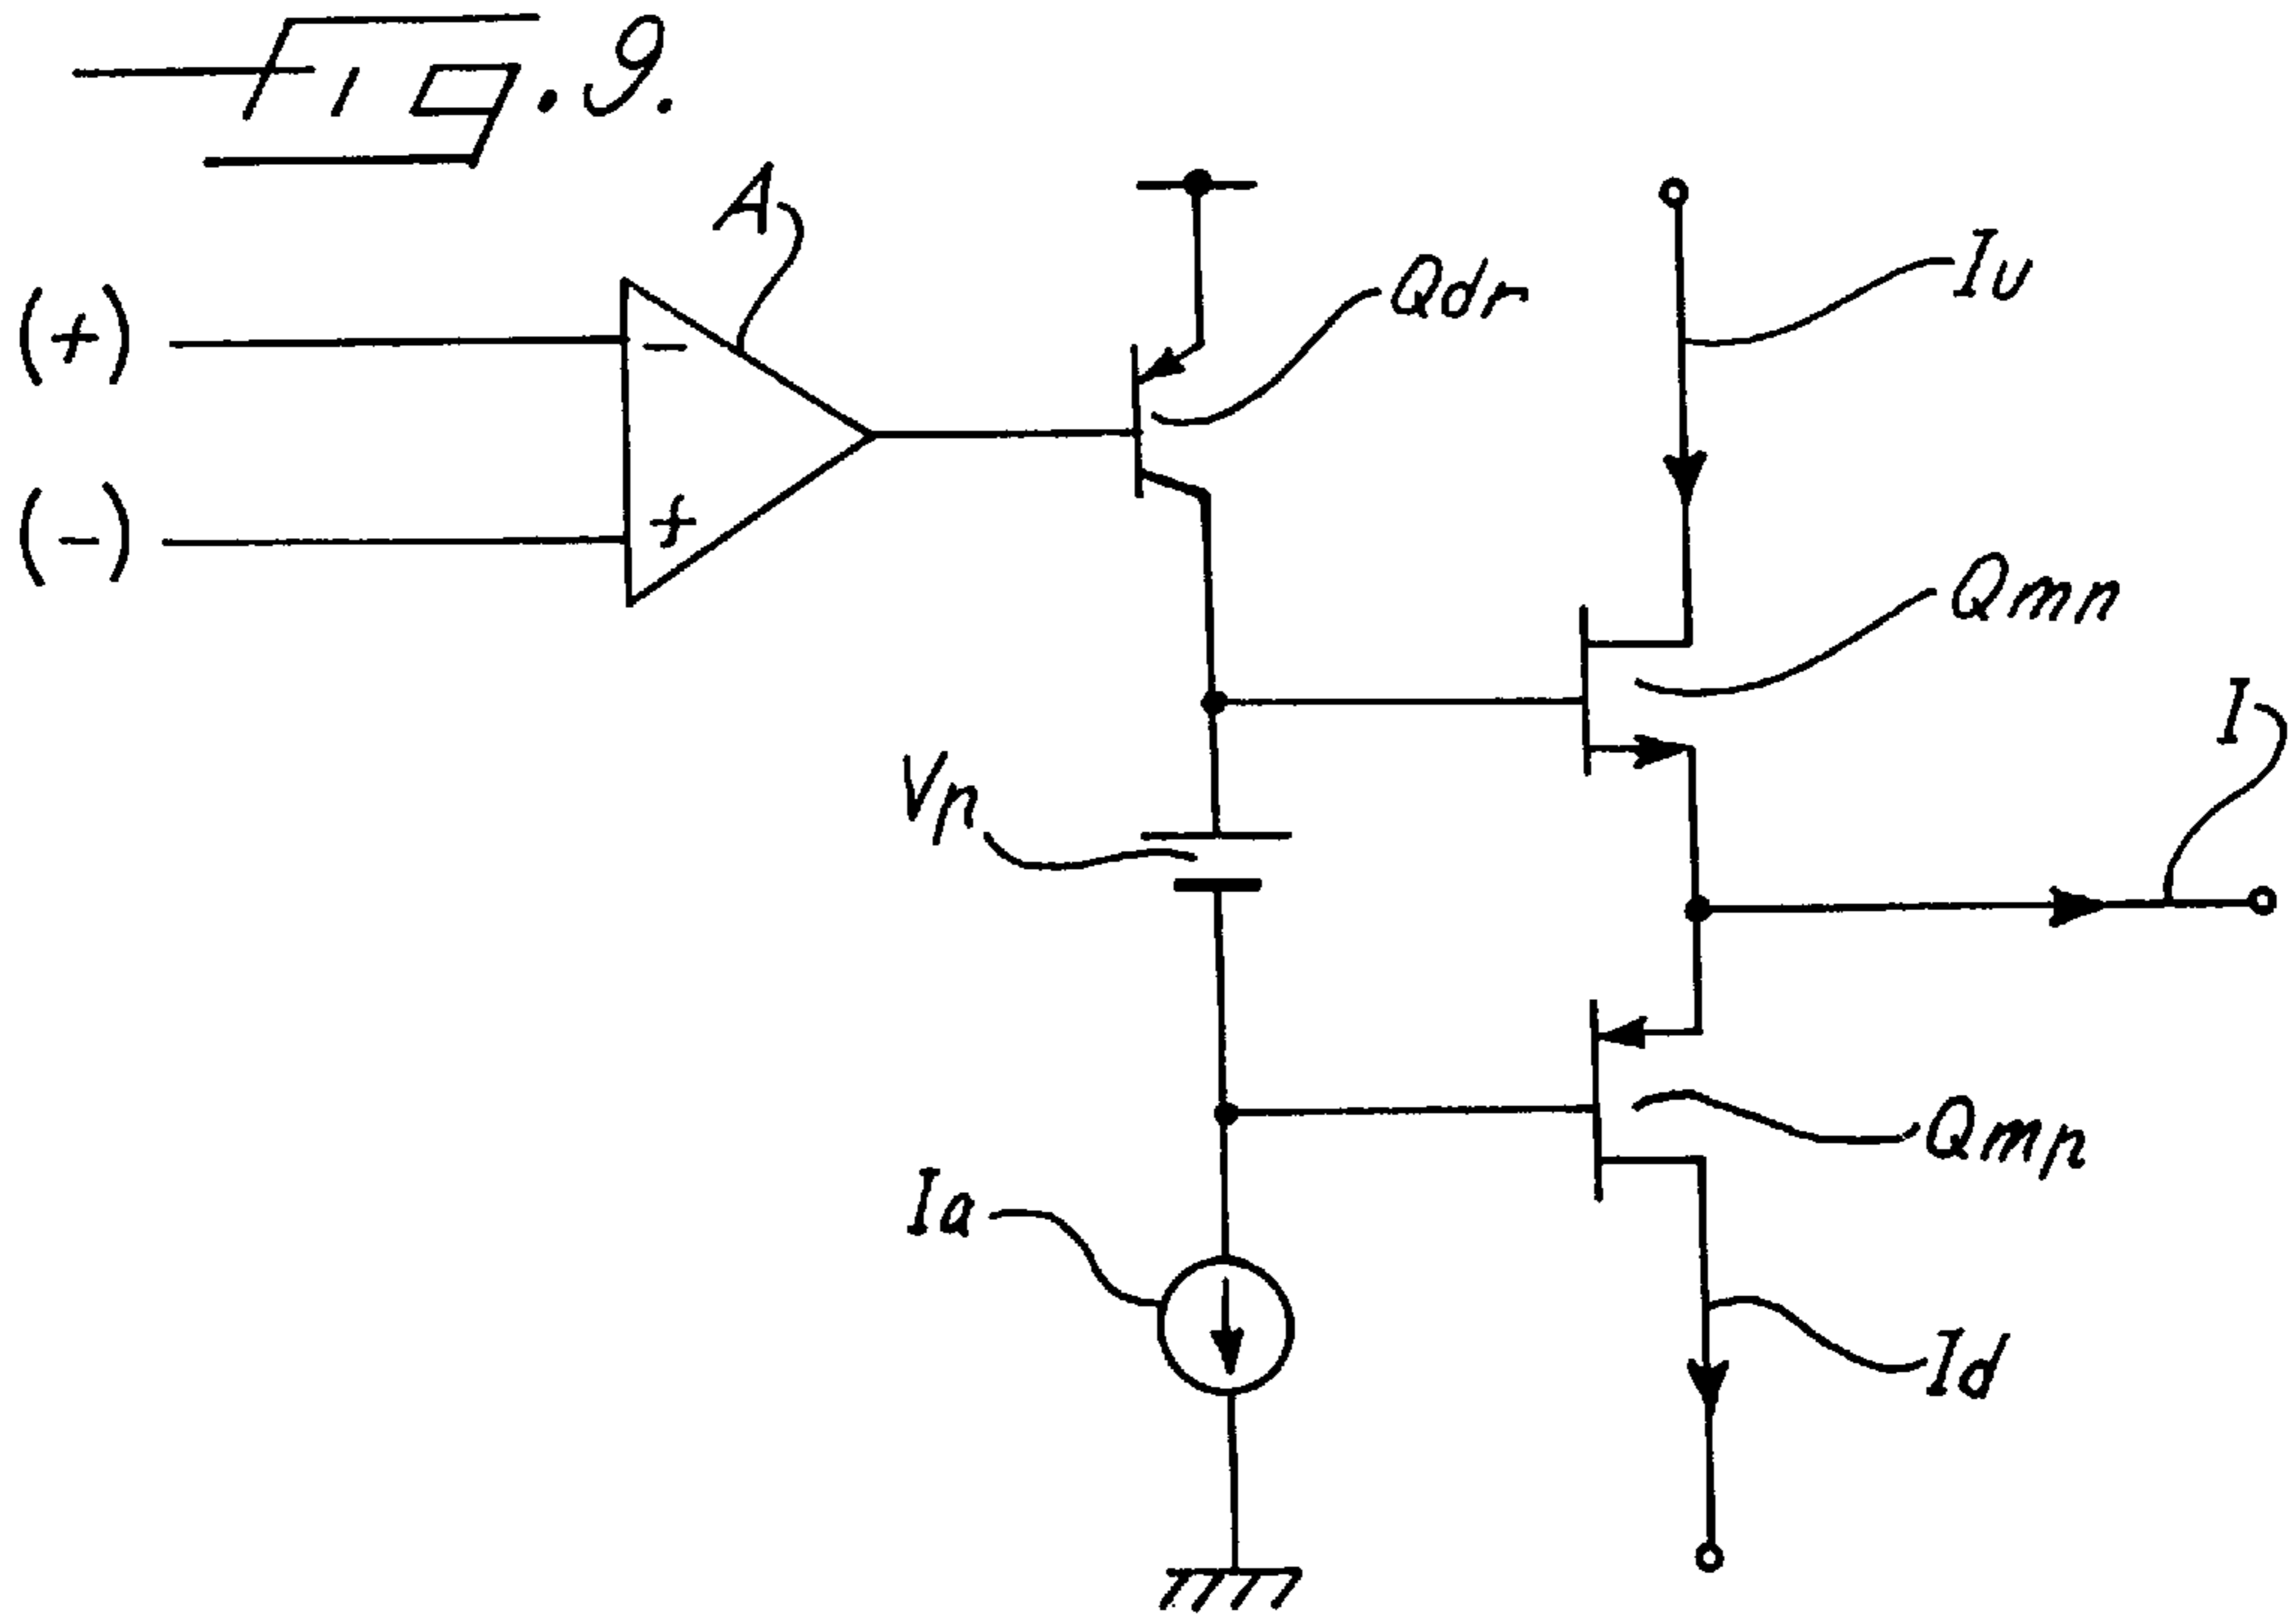 Fig. 9.
A
(+)
-
Qdr
Iu
(-)
+
Qmn
I
Vp
Qmp
Ia
Id